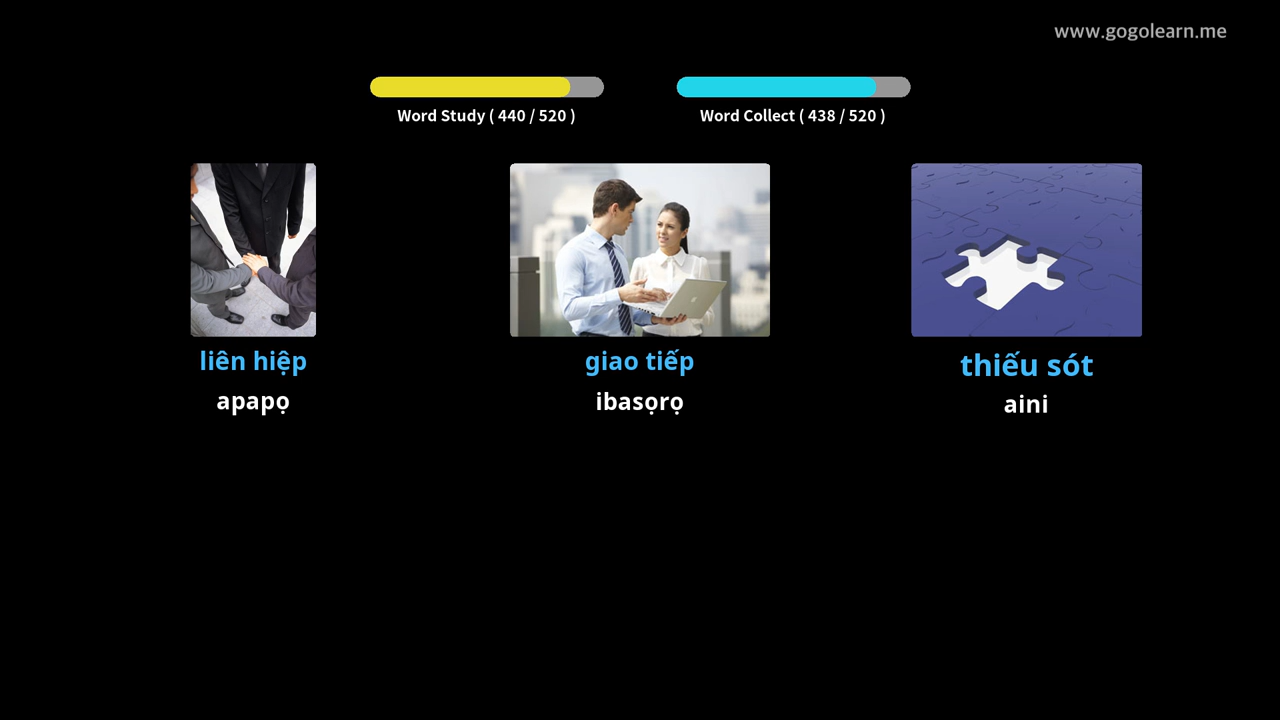 www.gogolearn.me
Word Study ( 440 / 520 )
Word Collect ( 438 / 520 )
liên hiệp
apapọ
giao tiếp
ibasọrọ
thiếu sót
aini